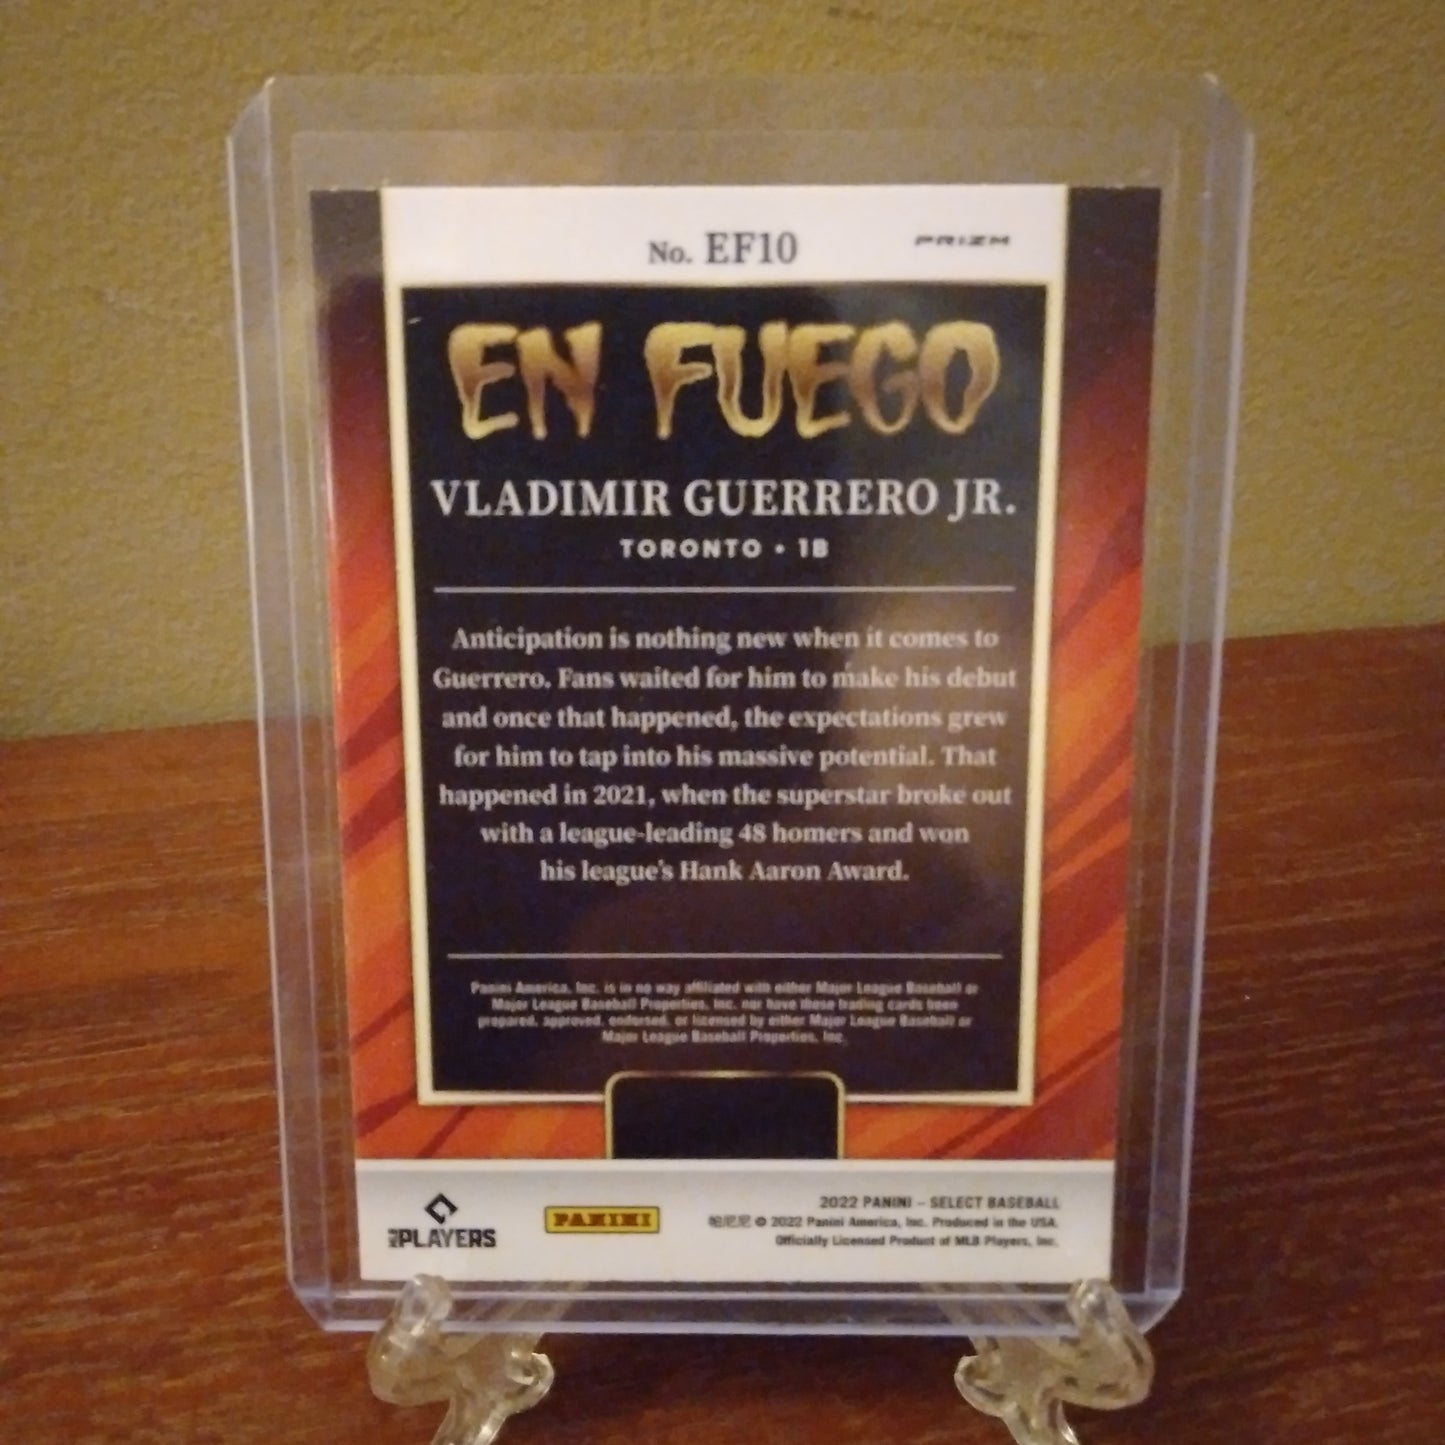 No. EF10
PRIZM
EN FUEGO
VLADIMIR GUERRERO JR.
TORONTO • 1B
Anticipation is nothing new when it comes to
Guerrero. Fans waited for him to make his debut
and once that happened, the expectations grew
for him to tap into his massive potential. That
happened in 2021, when the superstar broke out
with a league-leading 48 homers and won
his league's Hank Aaron Award.
Panini America, Inc. is in no way affiliated with either Major League Baseball or
Major League Baseball Properties, Inc. nor have these trading cards been
prepared, approved, endorsed, or licensed by either Major League Baseball or
Major League Baseball Properties, Inc.
PLAYERS
PANINI
2022 PANINI – SELECT BASEBALL
帕尼尼 © 2022 Panini America, Inc. Produced in the USA.
Officially Licensed Product of MLB Players, Inc.